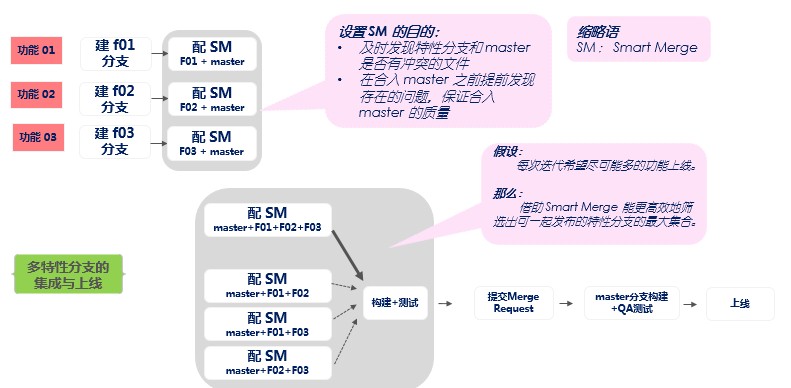 设置 SM 的目的：
• 及时发现特性分支和 master
是否有冲突的文件
• 在合入 master 之前提前发现
存在的问题，保证合入
master 的质量
缩略语
SM： Smart Merge
功能 01
建 f01
分支
配 SM
F01 + master
功能 02
建 f02
分支
配 SM
F02 + master
功能 03
建 f03
分支
配 SM
F03 + master
假设：
每次迭代希望尽可能多的功能上线。
那么：
借助 Smart Merge 能更高效地筛
选出可一起发布的特性分支的最大集合。
配 SM
master+F01+F02+F03
多特性分支的
集成与上线
配 SM
master+F01+F02
配 SM
master+F01+F03
配 SM
master+F02+F03
构建+测试
提交Merge
Request
master分支构建
+QA测试
上线